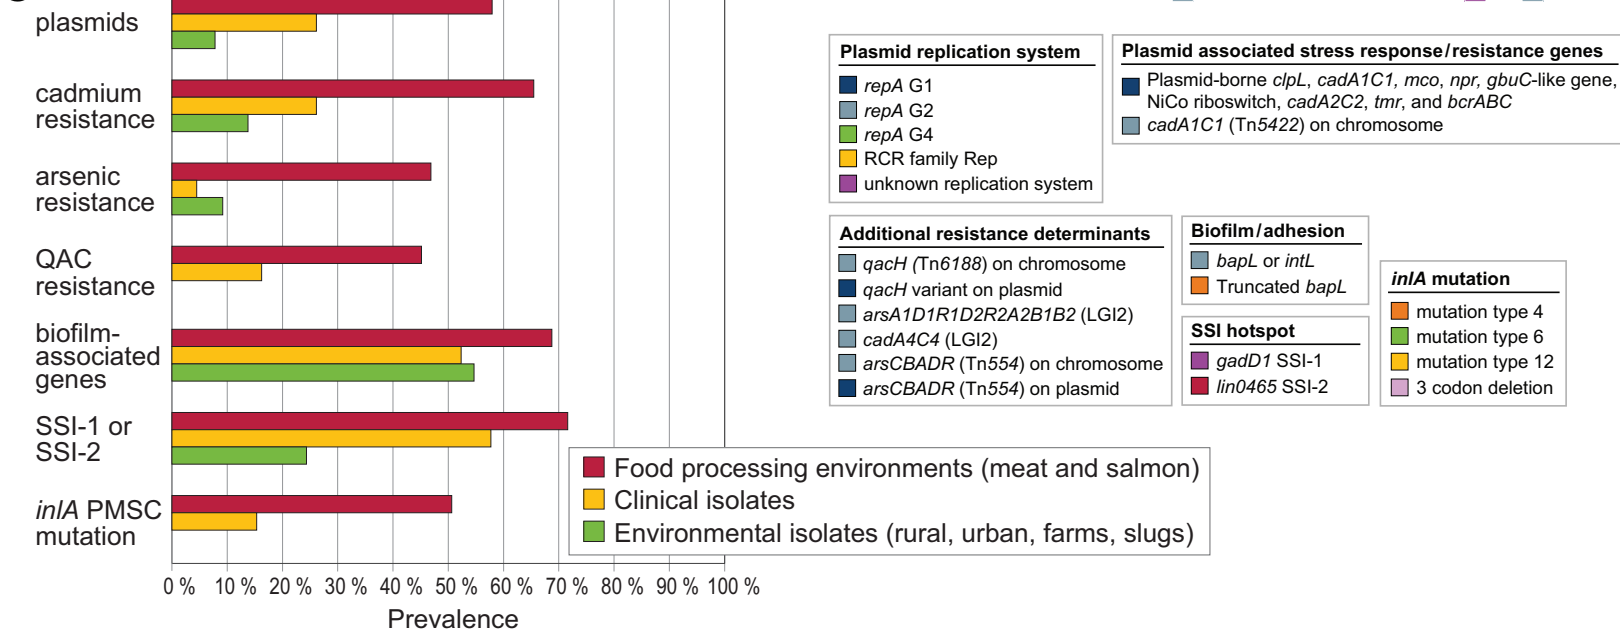 plasmids
cadmium
resistance
arsenic
resistance
QAC
resistance
biofilm-
associated
genes
SSI-1 or
SSI-2
inlA PMSC
mutation
0 % 10 % 20 % 30 % 40 % 50 % 60 % 70 % 80 % 90 % 100 %
Prevalence
Food processing environments (meat and salmon)
Clinical isolates
Environmental isolates (rural, urban, farms, slugs)
Plasmid replication system
repA G1
repA G2
repA G4
RCR family Rep
unknown replication system
Plasmid associated stress response/resistance genes
Plasmid-borne clpL, cadA1C1, mco, npr, gbuC-like gene,
NiCo riboswitch, cadA2C2, tmr, and bcrABC
cadA1C1 (Tn5422) on chromosome
Additional resistance determinants
qacH (Tn6188) on chromosome
qacH variant on plasmid
arsA1D1R1D2R2A2B1B2 (LGI2)
cadA4C4 (LGI2)
arsCBADR (Tn554) on chromosome
arsCBADR (Tn554) on plasmid
Biofilm/adhesion
bapL or intL
Truncated bapL
SSI hotspot
gadD1 SSI-1
lin0465 SSI-2
inlA mutation
mutation type 4
mutation type 6
mutation type 12
3 codon deletion